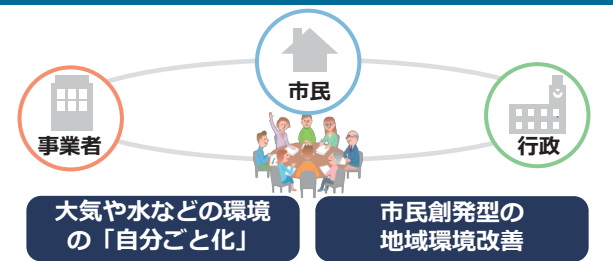 市民
事業者
行政
大気や水などの環境
の「自分ごと化」
市民創発型の
地域環境改善